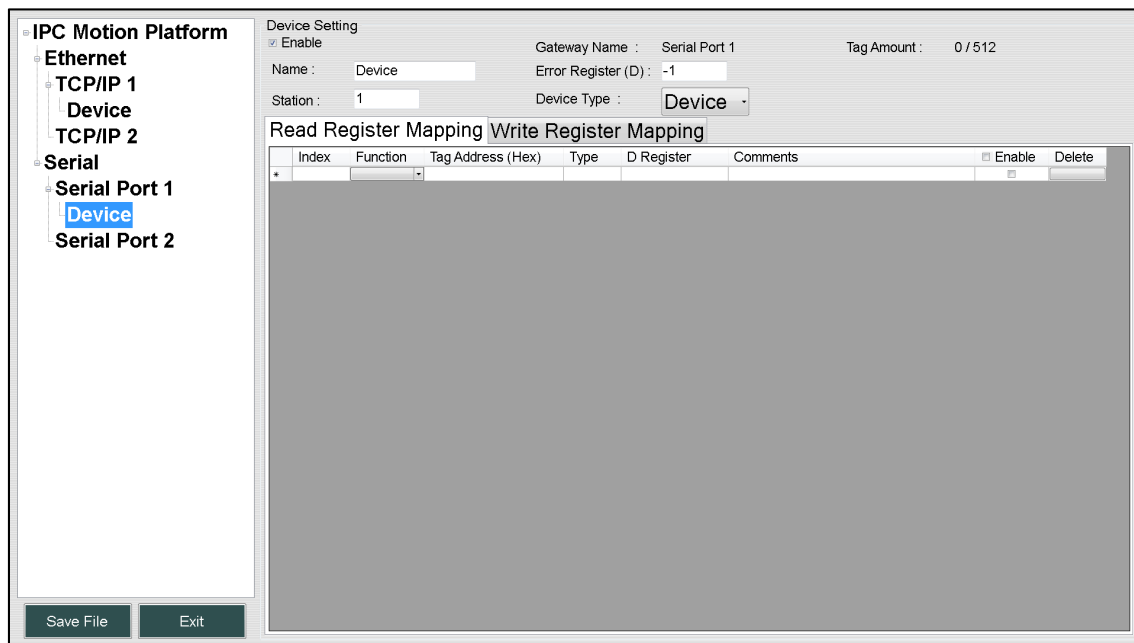 IPC Motion Platform
Ethernet
TCP/IP 1
Device
TCP/IP 2
Serial
Serial Port 1
Device
Serial Port 2
Save File
Exit
Device Setting
Enable
Gateway Name : Serial Port 1
Tag Amount : 0 / 512
Name : Device
Error Register (D) : -1
Station : 1
Device Type : Device
Read Register Mapping Write Register Mapping
Index Function Tag Address (Hex) Type D Register Comments Enable Delete
*